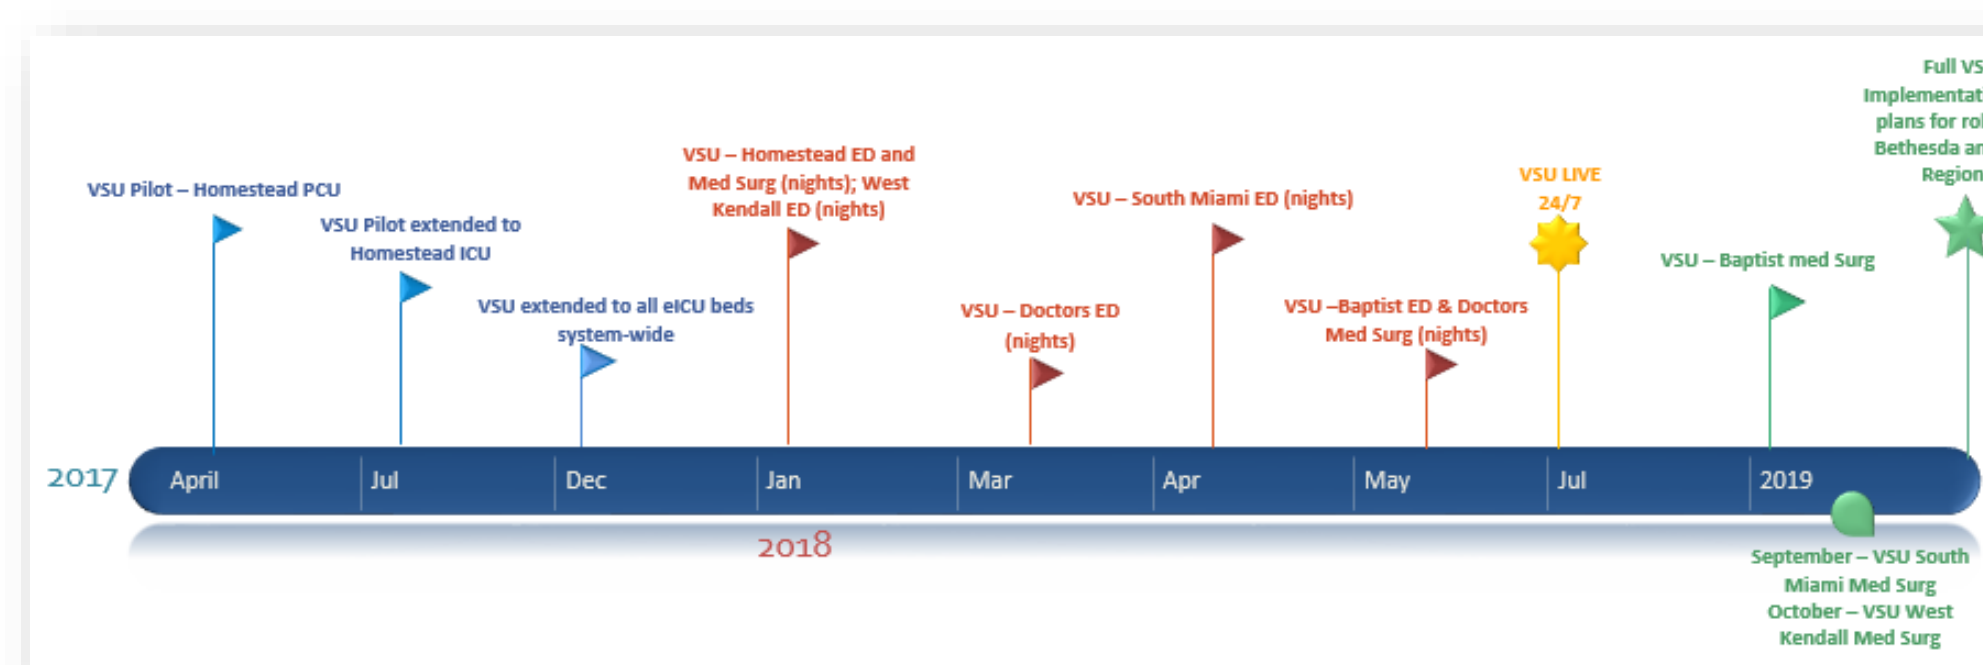 Full VS
Implementati
plans for rol
Bethesda an
Region
VSU Pilot – Homestead PCU
VSU Pilot extended to
Homestead ICU
VSU extended to all eICU beds
system-wide
VSU – Homestead ED and
Med Surg (nights); West
Kendall ED (nights)
VSU – Doctors ED
(nights)
VSU – South Miami ED (nights)
VSU –Baptist ED & Doctors
Med Surg (nights)
VSU LIVE
24/7
VSU – Baptist med Surg
2017
April
Jul
Dec
Jan
Mar
Apr
May
Jul
2019
2018
September – VSU South
Miami Med Surg
October – VSU West
Kendall Med Surg